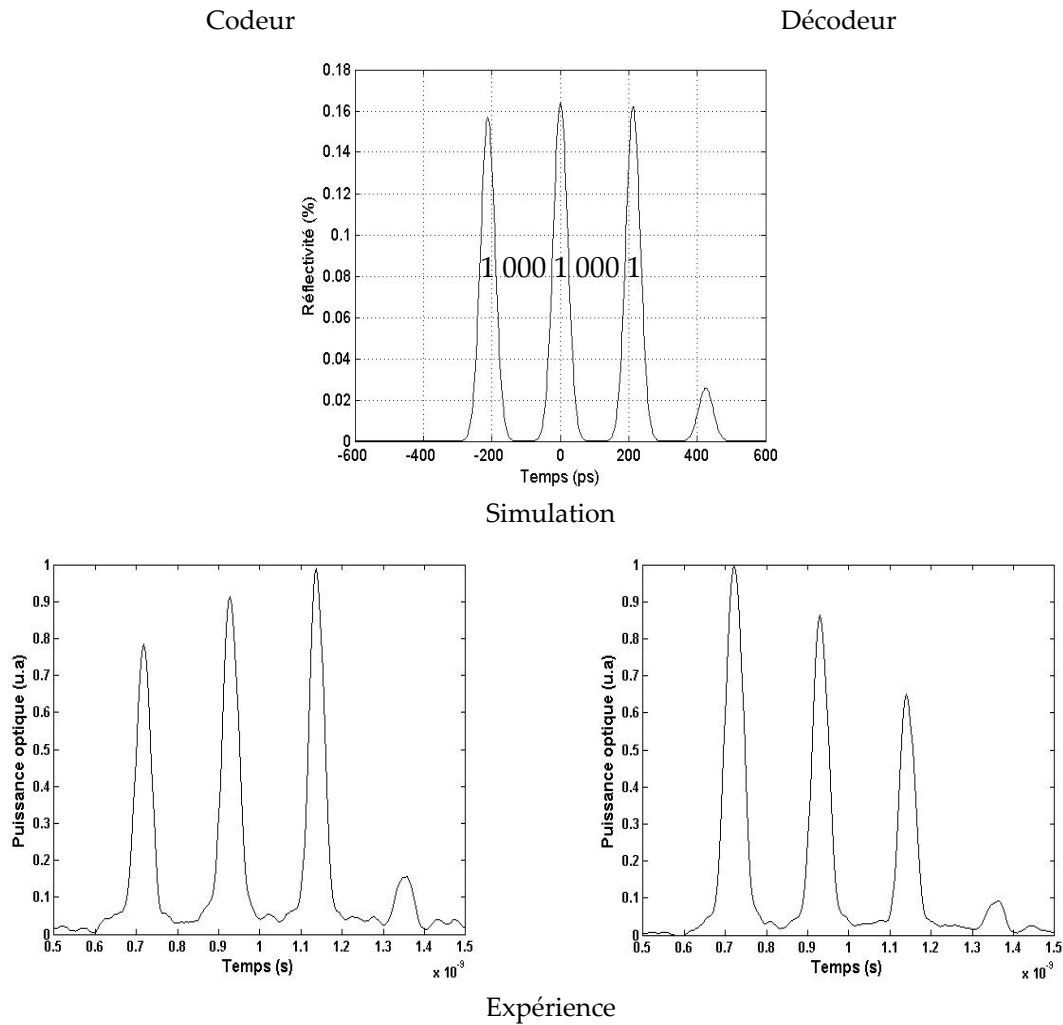 Codeur Décodeur
0.18
0.16
0.14
0.12
0.1
0.08
0.06
0.04
0.02
0
Réflectivité (%)
1 000 1 000 1
-600 -400 -200 0 200 400 600
Temps (ps)
Simulation
1
0.9
0.8
0.7
0.6
0.5
0.4
0.3
0.2
0.1
0
Puissance optique (u.a)
0.5 0.6 0.7 0.8 0.9 1 1.1 1.2 1.3 1.4 1.5
Temps (s)
x 10⁻⁹
1
0.9
0.8
0.7
0.6
0.5
0.4
0.3
0.2
0.1
0
Puissance optique (u.a)
0.5 0.6 0.7 0.8 0.9 1 1.1 1.2 1.3 1.4 1.5
Temps (s)
x 10⁻⁹
Expérience